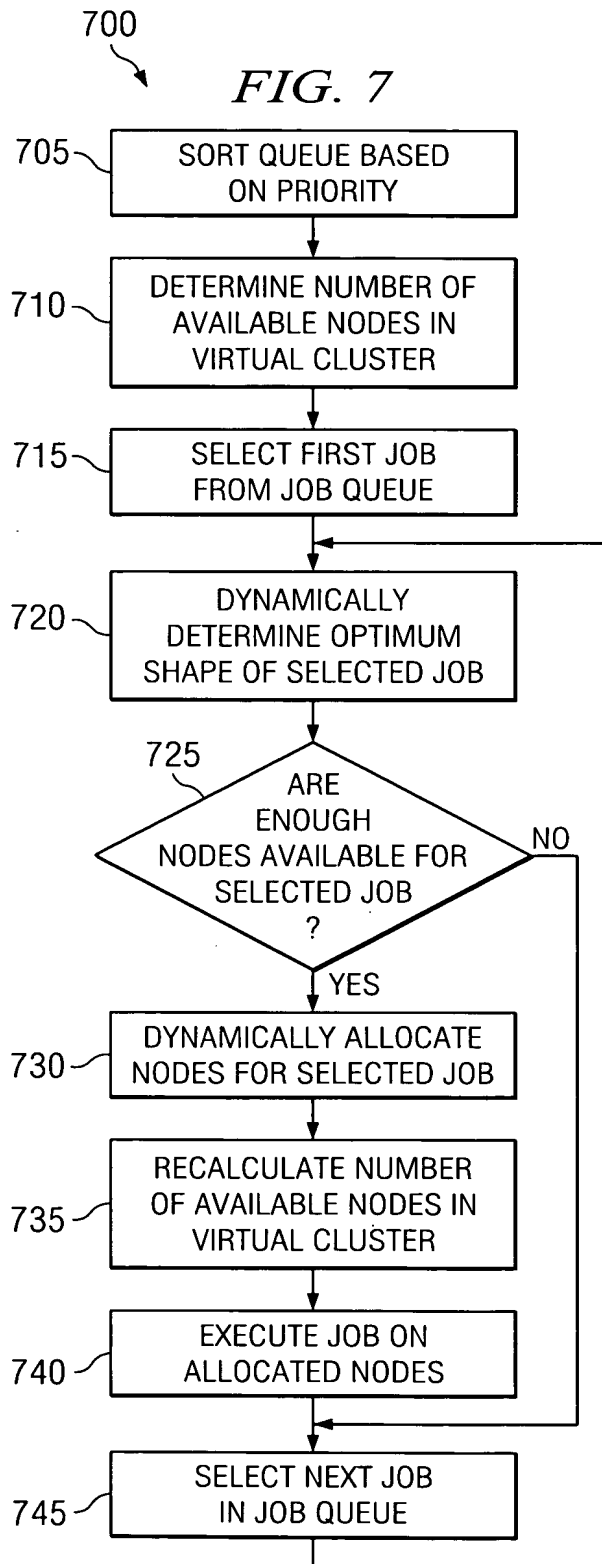 700
FIG. 7
705
SORT QUEUE BASED
ON PRIORITY
710
DETERMINE NUMBER OF
AVAILABLE NODES IN
VIRTUAL CLUSTER
715
SELECT FIRST JOB
FROM JOB QUEUE
720
DYNAMICALLY
DETERMINE OPTIMUM
SHAPE OF SELECTED JOB
725
ARE
ENOUGH
NODES AVAILABLE FOR
SELECTED JOB
?
NO
YES
730
DYNAMICALLY ALLOCATE
NODES FOR SELECTED JOB
735
RECALCULATE NUMBER
OF AVAILABLE NODES IN
VIRTUAL CLUSTER
740
EXECUTE JOB ON
ALLOCATED NODES
745
SELECT NEXT JOB
IN JOB QUEUE